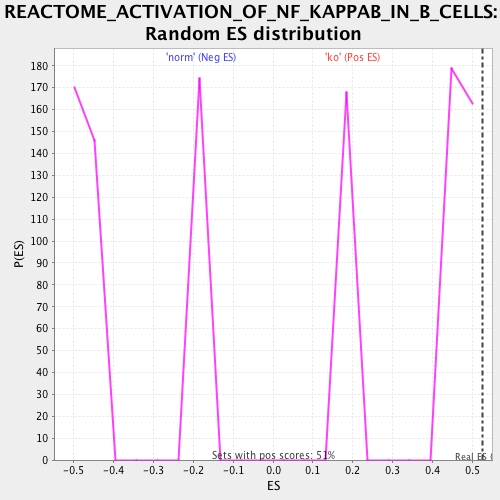 REACTOME_ACTIVATION_OF_NF_KAPPAB_IN_B_CELLS:
Random ES distribution
'norm' (Neg ES) 'ko' (Pos ES)
180
170
160
150
140
130
120
110
100
90
80
70
60
50
40
30
20
10
0
P(ES)
Sets with pos scores: 51%
Real ES (
-0.5 -0.4 -0.3 -0.2 -0.1 0.0 0.1 0.2 0.3 0.4 0.5
ES